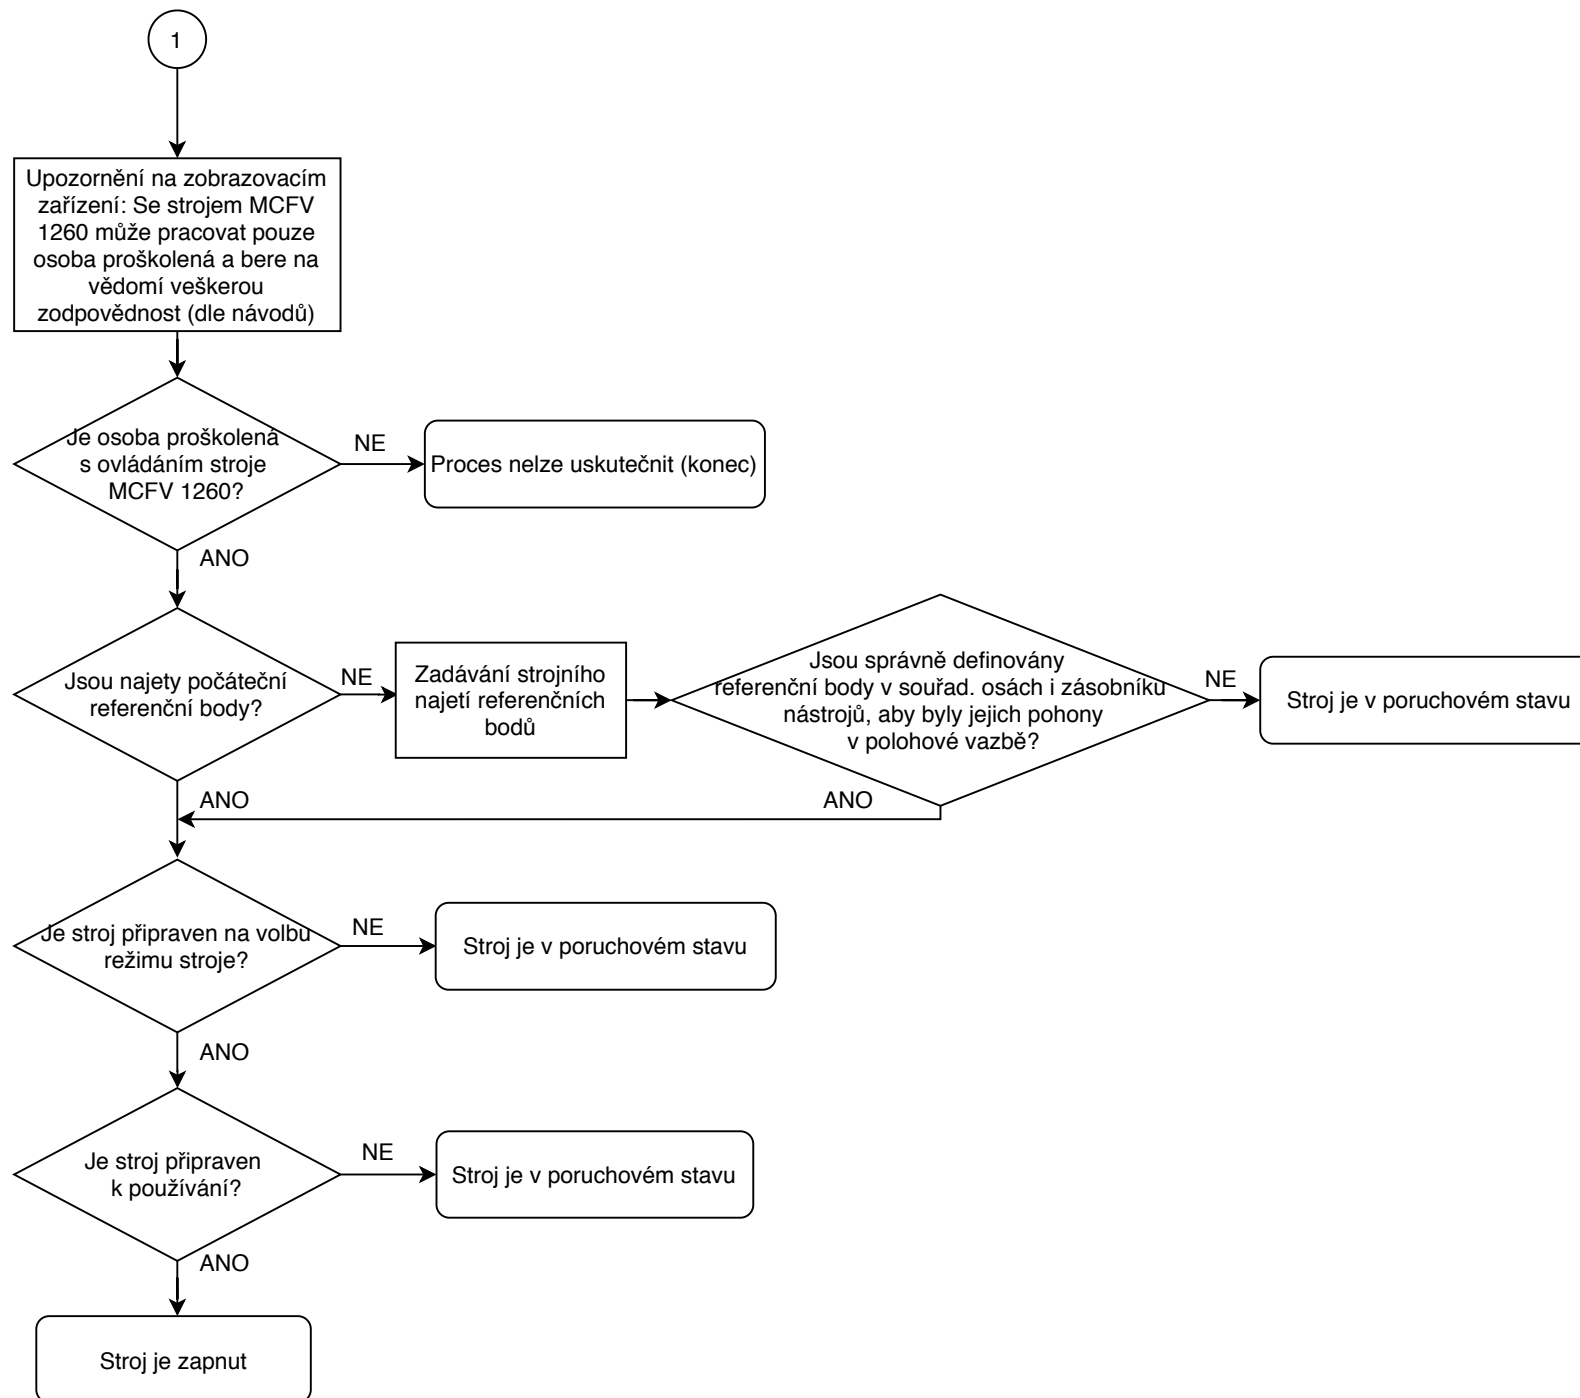 1
Upozornění na zobrazovacím
zařízení: Se strojem MCFV
1260 může pracovat pouze
osoba proškolená a bere na
vědomí veškerou
zodpovědnost (dle návodů)
Je osoba proškolená
s ovládáním stroje
MCFV 1260?
NE
Proces nelze uskutečnit (konec)
ANO
Jsou najety počáteční
referenční body?
NE
Zadávání strojního
najetí referenčních
bodů
Jsou správně definovány
referenční body v souřad. osách i zásobníku
nástrojů, aby byly jejich pohony
v polohové vazbě?
NE
Stroj je v poruchovém stavu
ANO
ANO
Je stroj připraven na volbu
režimu stroje?
NE
Stroj je v poruchovém stavu
ANO
Je stroj připraven
k používání?
NE
Stroj je v poruchovém stavu
ANO
Stroj je zapnut